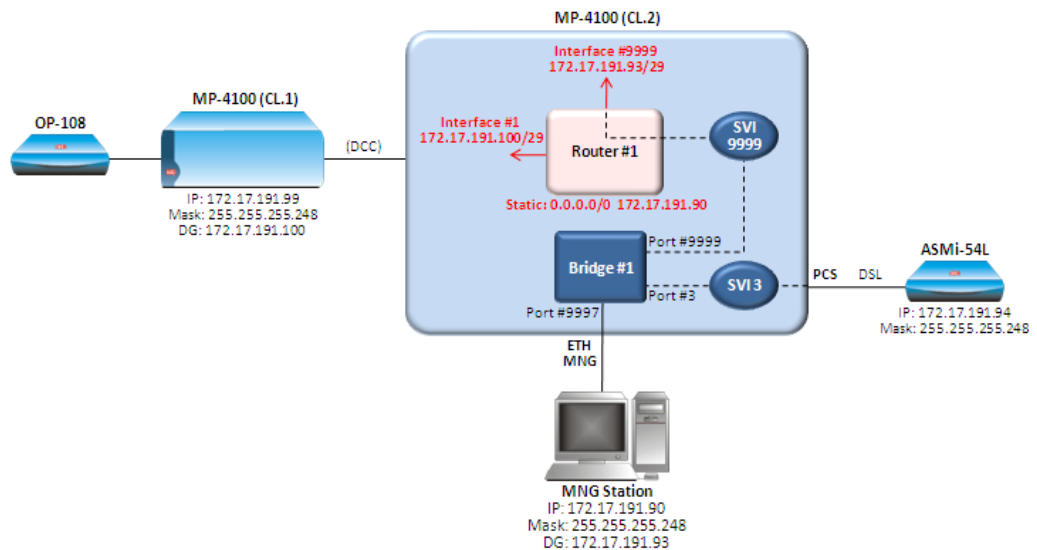 MP-4100 (CL.2)
Interface #9999
172.17.191.93/29
MP-4100 (CL.1)
OP-108
Interface #1
172.17.191.100/29
(DCC)
Router #1
SVI
9999
IP: 172.17.191.99
Mask: 255.255.255.248
DG: 172.17.191.100
Static: 0.0.0.0/0 172.17.191.90
Port #9999
Bridge #1
SVI 3
Port #3
Port #9997
PCS
DSL
ASMi-54L
IP: 172.17.191.94
Mask: 255.255.255.248
ETH
MNG
MNG Station
IP: 172.17.191.90
Mask: 255.255.255.248
DG: 172.17.191.93